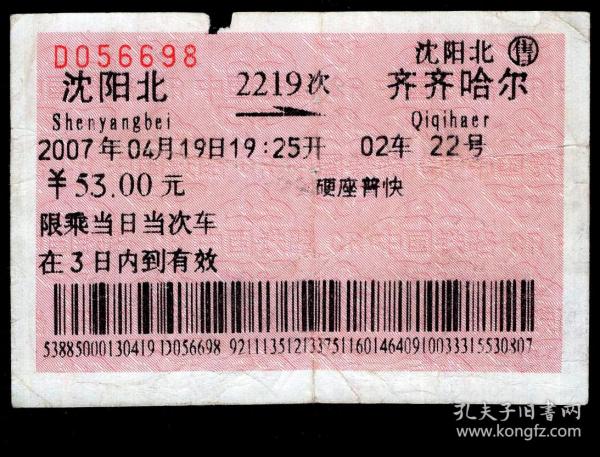 D056698
沈阳北 售
沈阳北 2219次 齐齐哈尔
Shenyangbei Qiqihaer
2007年04月19日19:25开 02车 22号
¥53.00元 硬座普快
限乘当日当次车
在3日内到有效
53885000130419 D056698 92111351213375116014640910033315530807
孔夫子旧书网
www.kongfz.com